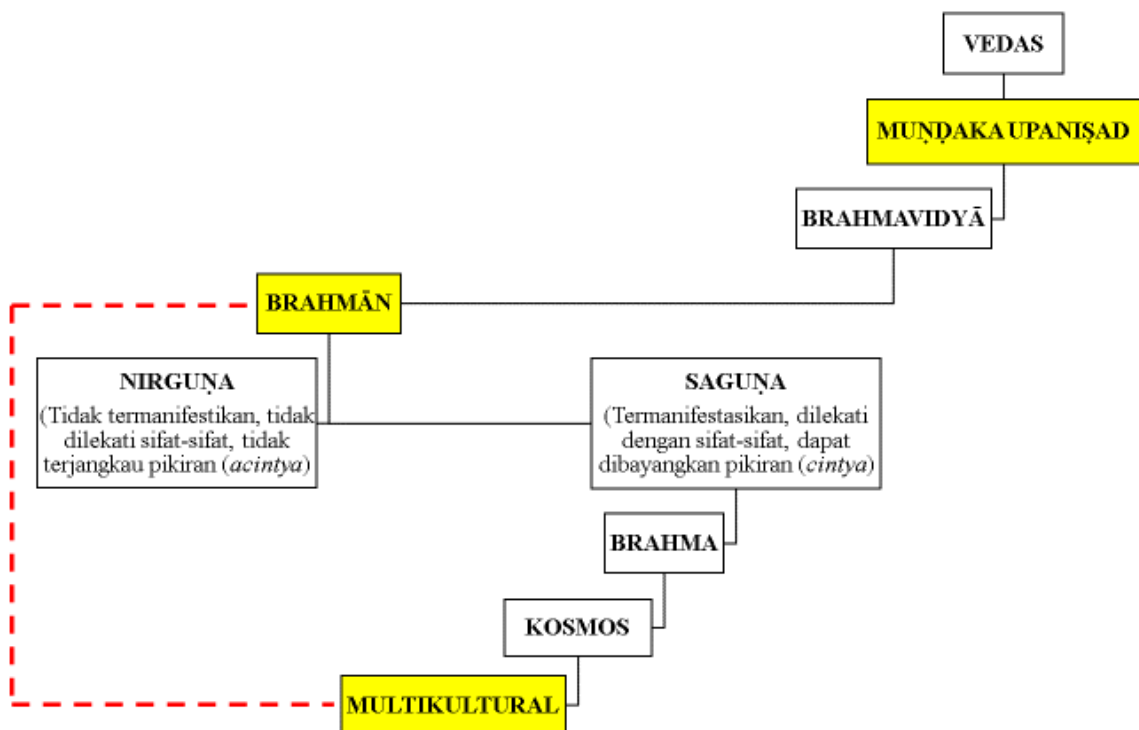 VEDAS
MUṆḌAKA UPANIṢAD
BRAHMAVIDYĀ
BRAHMĀN
NIRGUṆA
(Tidak termanifestikan, tidak
dilekati sifat-sifat, tidak
terjangkau pikiran (acintya)
SAGUṆA
(Termanifestasikan, dilekati
dengan sifat-sifat, dapat
dibayangkan pikiran (cintya)
BRAHMA
KOSMOS
MULTIKULTURAL